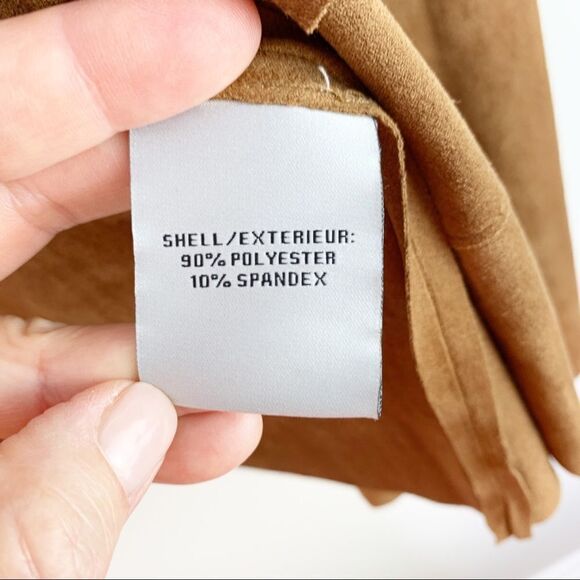 SHELL/EXTERIEUR:
90% POLYESTER
10% SPANDEX